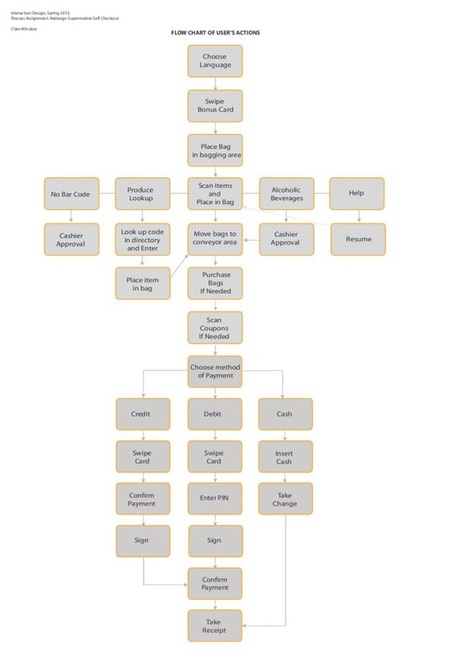 Interaction Design, Spring 2012
Process Assignment: Redesign Supermarket Self Checkout
Clare Winslow
FLOW CHART OF USER'S ACTIONS
Choose
Language
Swipe
Bonus Card
Place Bag
in bagging area
No Bar Code
Produce
Lookup
Scan Items
and
Place in Bag
Alcoholic
Beverages
Help
Cashier
Approval
Look up code
in directory
and Enter
Move bags to
conveyor area
Cashier
Approval
Resume
Place item
in bag
Purchase
Bags
If Needed
Scan
Coupons
If Needed
Choose method
of Payment
Credit
Debit
Cash
Swipe
Card
Swipe
Card
Insert
Cash
Confirm
Payment
Enter PIN
Take
Change
Sign
Sign
Confirm
Payment
Take
Receipt